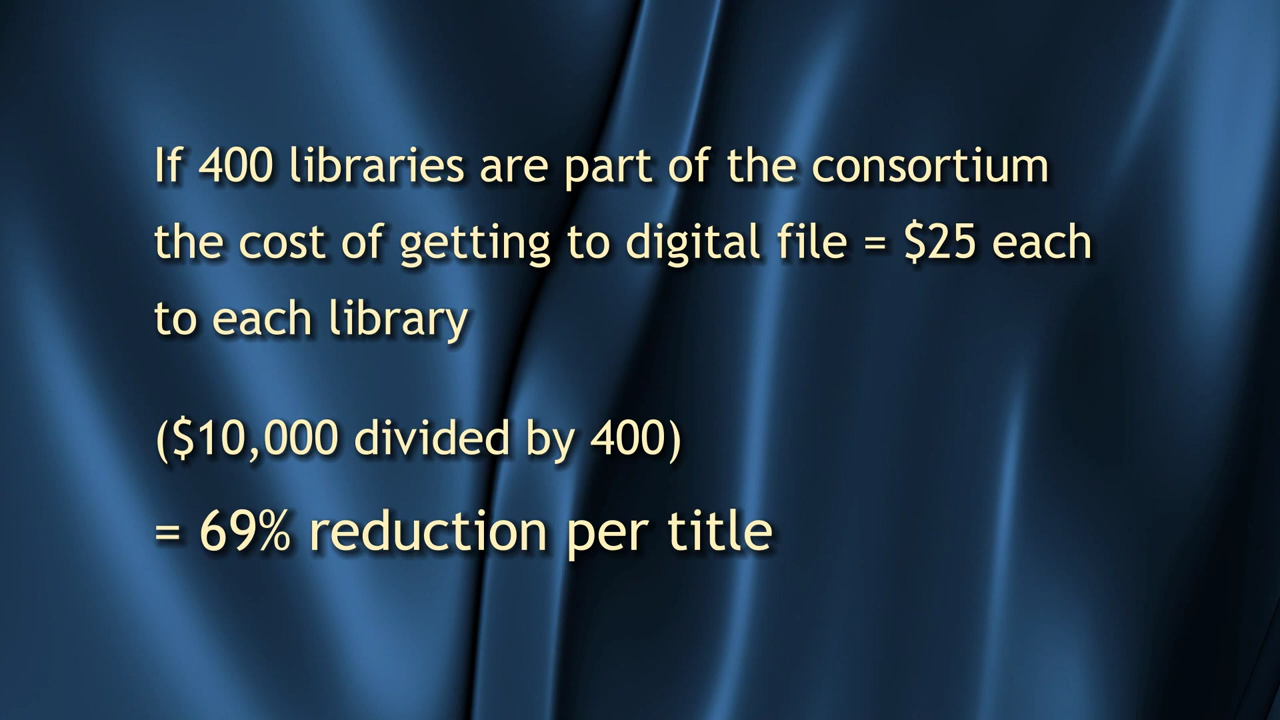 If 400 libraries are part of the consortium
the cost of getting to digital file = $25 each
to each library
($10,000 divided by 400)
= 69% reduction per title